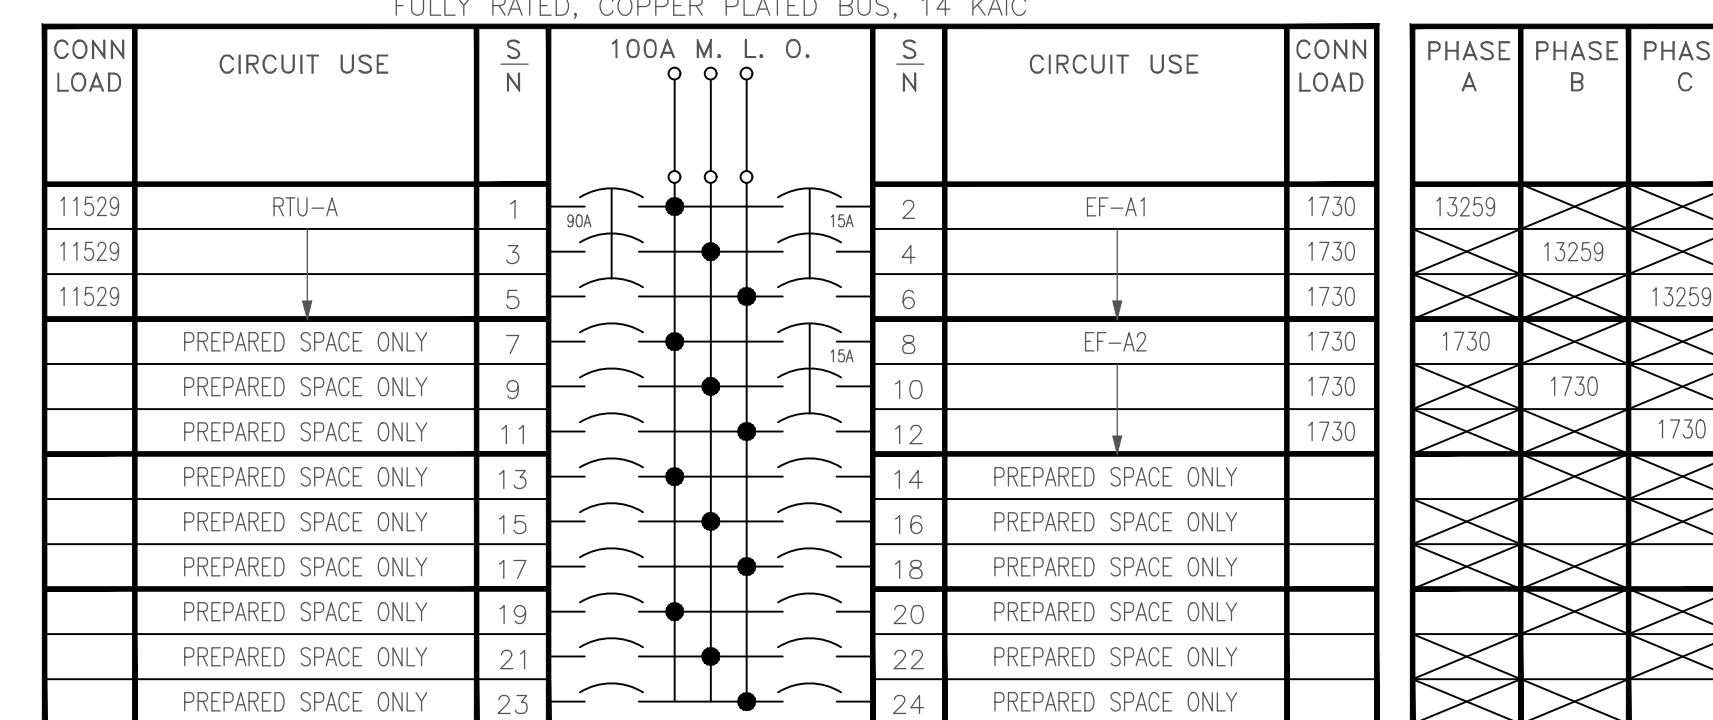 FULLY RATED, COPPER PLATED BUS, 14 KAIC
CONN LOAD CIRCUIT USE S/N 100A M. L. O. S/N CIRCUIT USE CONN LOAD PHASE A PHASE B PHAS C
11529 RTU-A 1 90A 15A 2 EF-A1 1730 13259
11529 3 4 1730 13259
11529 5 6 1730 13259
PREPARED SPACE ONLY 7 15A 8 EF-A2 1730 1730
PREPARED SPACE ONLY 9 10 1730 1730
PREPARED SPACE ONLY 11 12 1730 1730
PREPARED SPACE ONLY 13 14 PREPARED SPACE ONLY
PREPARED SPACE ONLY 15 16 PREPARED SPACE ONLY
PREPARED SPACE ONLY 17 18 PREPARED SPACE ONLY
PREPARED SPACE ONLY 19 20 PREPARED SPACE ONLY
PREPARED SPACE ONLY 21 22 PREPARED SPACE ONLY
PREPARED SPACE ONLY 23 24 PREPARED SPACE ONLY